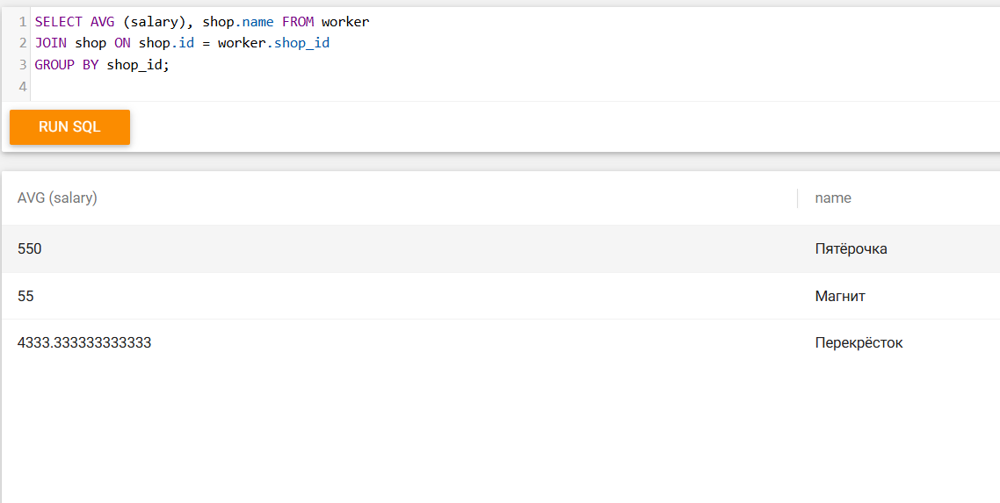 1 SELECT AVG (salary), shop.name FROM worker
2 JOIN shop ON shop.id = worker.shop_id
3 GROUP BY shop_id;
4
RUN SQL
AVG (salary) name
550 Пятёрочка
55 Магнит
4333.333333333333 Перекрёсток